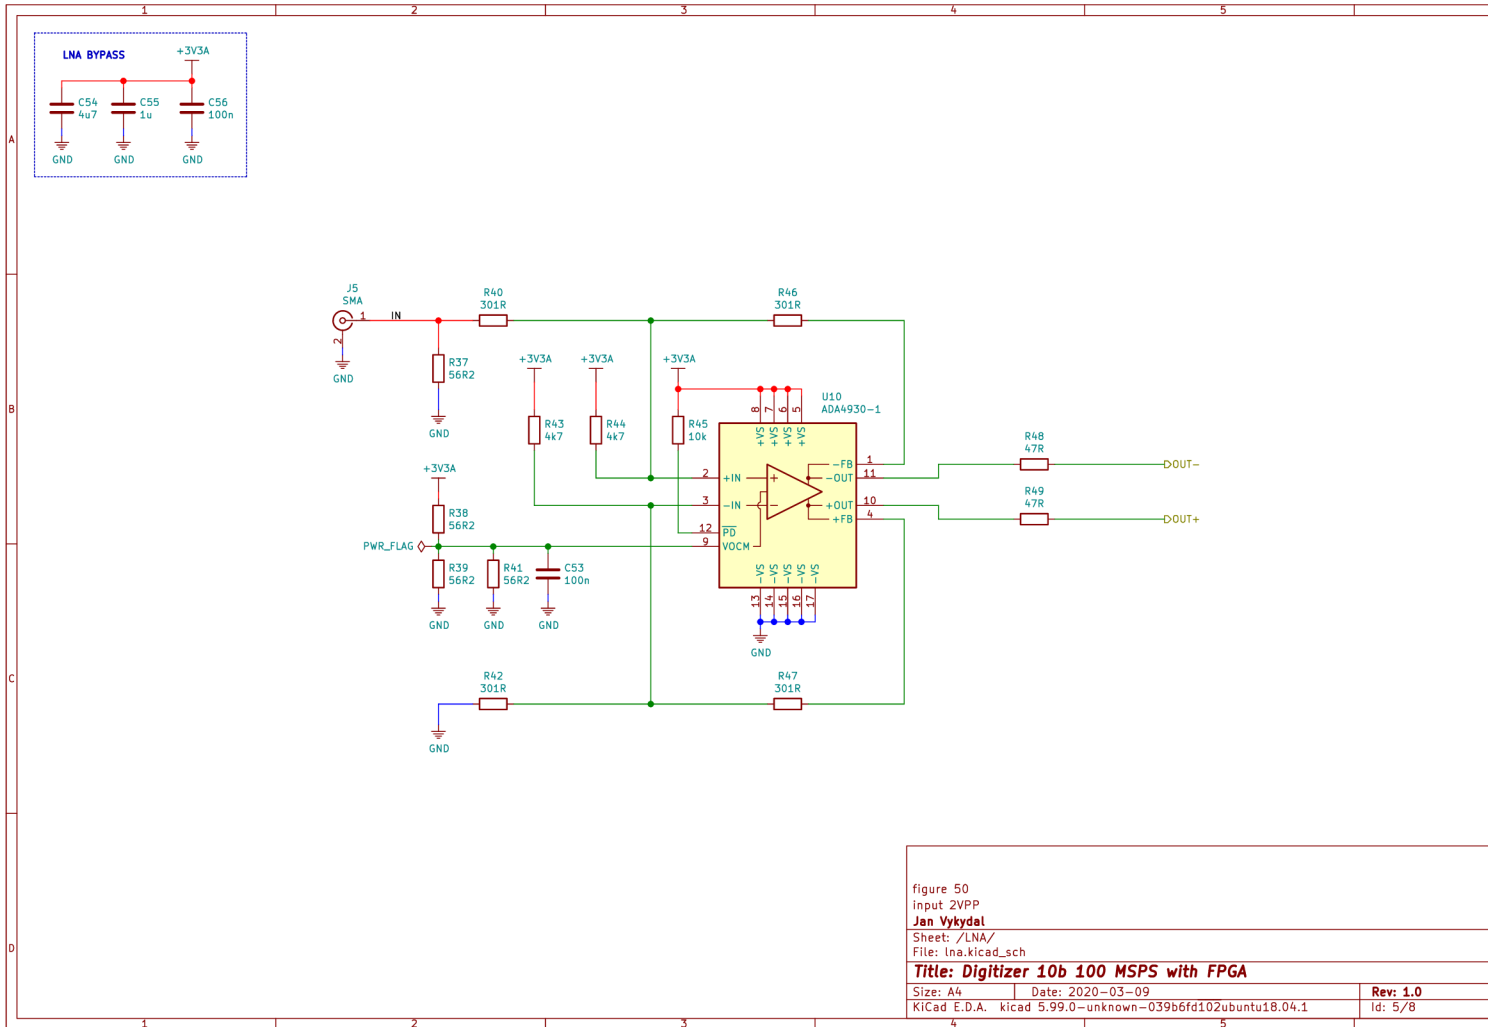 1 2 3 4 5
A
B
C
D
LNA BYPASS
+3V3A
C54
4u7
C55
1u
C56
100n
GND GND GND
J5
SMA
1
2
IN
GND
R40
301R
R46
301R
R37
56R2
GND
+3V3A +3V3A +3V3A
R43
4k7
R44
4k7
R45
10k
U10
ADA4930-1
8 7 6 5
+VS +VS +VS +VS
2 +IN
3 -IN
12 PD
9 VOCM
-FB 1
-OUT 11
+OUT 10
+FB 4
-VS -VS -VS -VS -VS
13 14 15 16 17
GND
R48
47R
OUT-
R49
47R
OUT+
+3V3A
R38
56R2
PWR_FLAG
R39
56R2
R41
56R2
C53
100n
GND GND GND
R42
301R
R47
301R
GND
figure 50
input 2VPP
Jan Vykydal
Sheet: /LNA/
File: lna.kicad_sch
Title: Digitizer 10b 100 MSPS with FPGA
Size: A4 Date: 2020-03-09 Rev: 1.0
KiCad E.D.A. kicad 5.99.0-unknown-039b6fd102ubuntu18.04.1 Id: 5/8
1 2 3 4 5